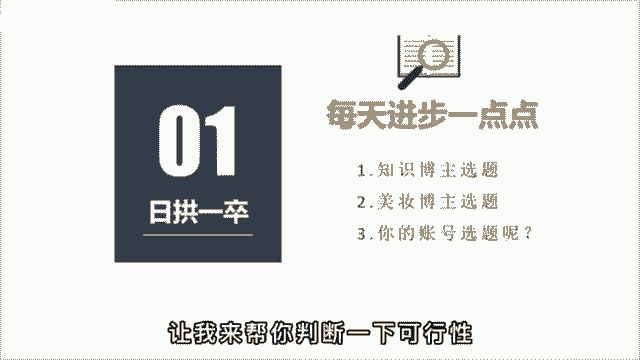 01
日拱一卒
每天进步一点点
1.知识博主选题
2.美妆博主选题
3.你的账号选题呢？
让我来帮你判断一下可行性